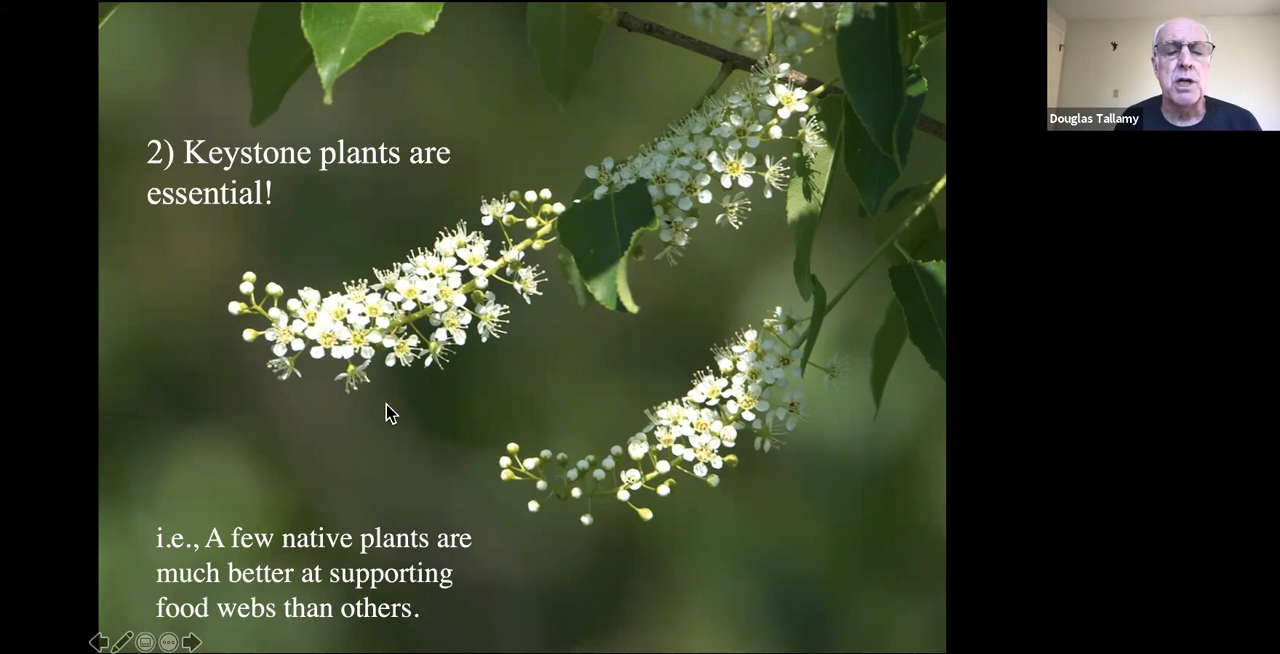 2) Keystone plants are
essential!
i.e., A few native plants are
much better at supporting
food webs than others.
Douglas Tallamy